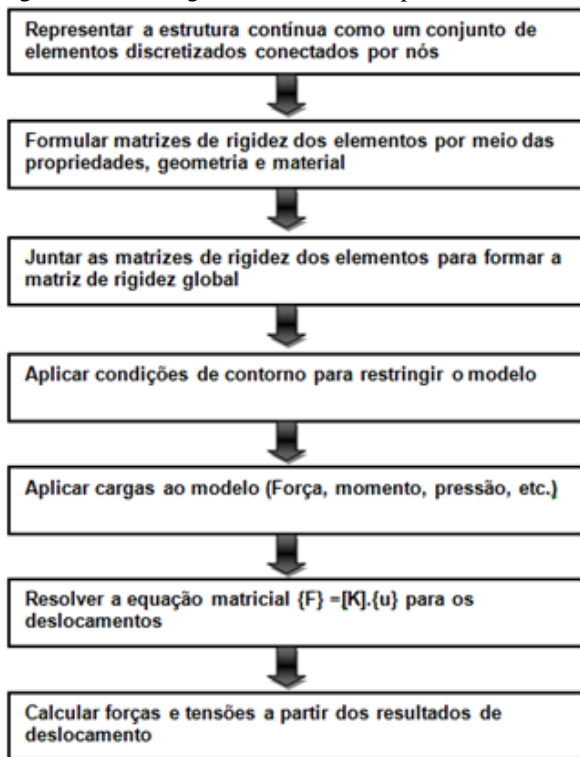 Representar a estrutura contínua como um conjunto de
elementos discretizados conectados por nós
Formular matrizes de rigidez dos elementos por meio das
propriedades, geometria e material
Juntar as matrizes de rigidez dos elementos para formar a
matriz de rigidez global
Aplicar condições de contorno para restringir o modelo
Aplicar cargas ao modelo (Força, momento, pressão, etc.)
Resolver a equação matricial {F} =[K].{u} para os
deslocamentos
Calcular forças e tensões a partir dos resultados de
deslocamento